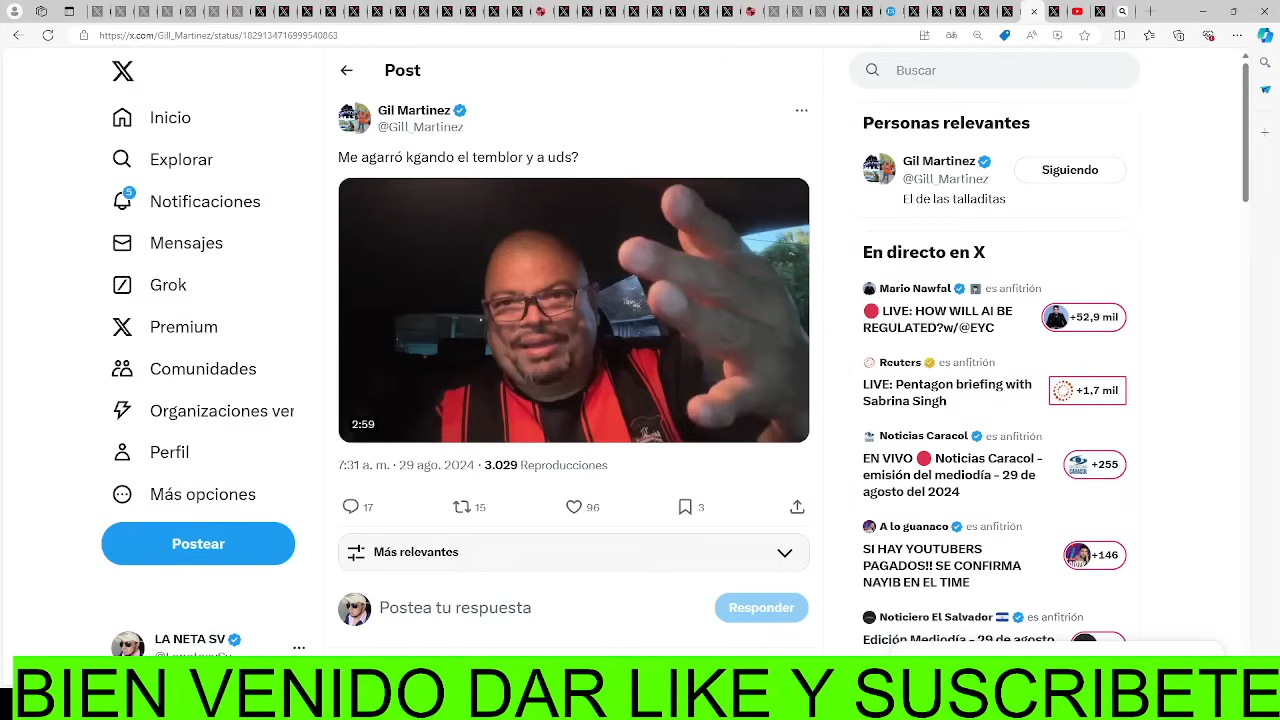 https://x.com/Gill_Martinez/status/1829134716999540863
Post
Buscar
Inicio
Explorar
5
Notificaciones
Mensajes
Grok
Premium
Comunidades
Organizaciones ver
Perfil
Más opciones
Postear
LA NETA SV
Gil Martinez
@Gill_Martinez
Me agarró kgando el temblor y a uds?
2:59
7:31 a. m. · 29 ago. 2024 · 3.029 Reproducciones
17
15
96
3
Más relevantes
Postea tu respuesta
Responder
Personas relevantes
Gil Martinez
@Gill_Martinez
Siguiendo
El de las talladitas
En directo en X
Mario Nawfal es anfitrión
LIVE: HOW WILL AI BE
REGULATED?w/@EYC
+52,9 mil
Reuters es anfitrión
LIVE: Pentagon briefing with
Sabrina Singh
+1,7 mil
Noticias Caracol es anfitrión
EN VIVO 🔴 Noticias Caracol -
emisión del mediodía - 29 de
agosto del 2024
+255
A lo guanaco es anfitrión
SI HAY YOUTUBERS
PAGADOS!! SE CONFIRMA
NAYIB EN EL TIME
+146
Noticiero El Salvador es anfitrión
Edición Mediodía - 29 de agosto
BIEN VENIDO DAR LIKE Y SUSCRIBETE